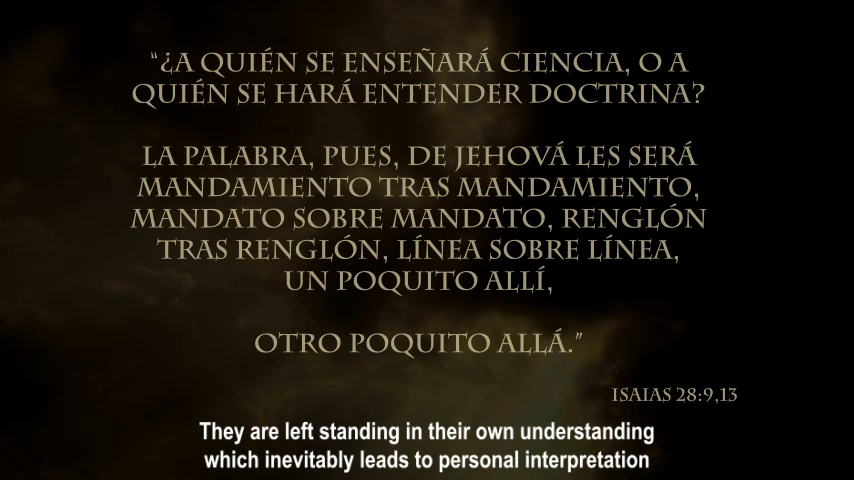 “¿A QUIÉN SE ENSEÑARÁ CIENCIA, O A
QUIÉN SE HARÁ ENTENDER DOCTRINA?
LA PALABRA, PUES, DE JEHOVÁ LES SERÁ
MANDAMIENTO TRAS MANDAMIENTO,
MANDATO SOBRE MANDATO, RENGLÓN
TRAS RENGLÓN, LÍNEA SOBRE LÍNEA,
UN POQUITO ALLÍ,
OTRO POQUITO ALLÁ.”
ISAIAS 28:9,13
They are left standing in their own understanding
which inevitably leads to personal interpretation